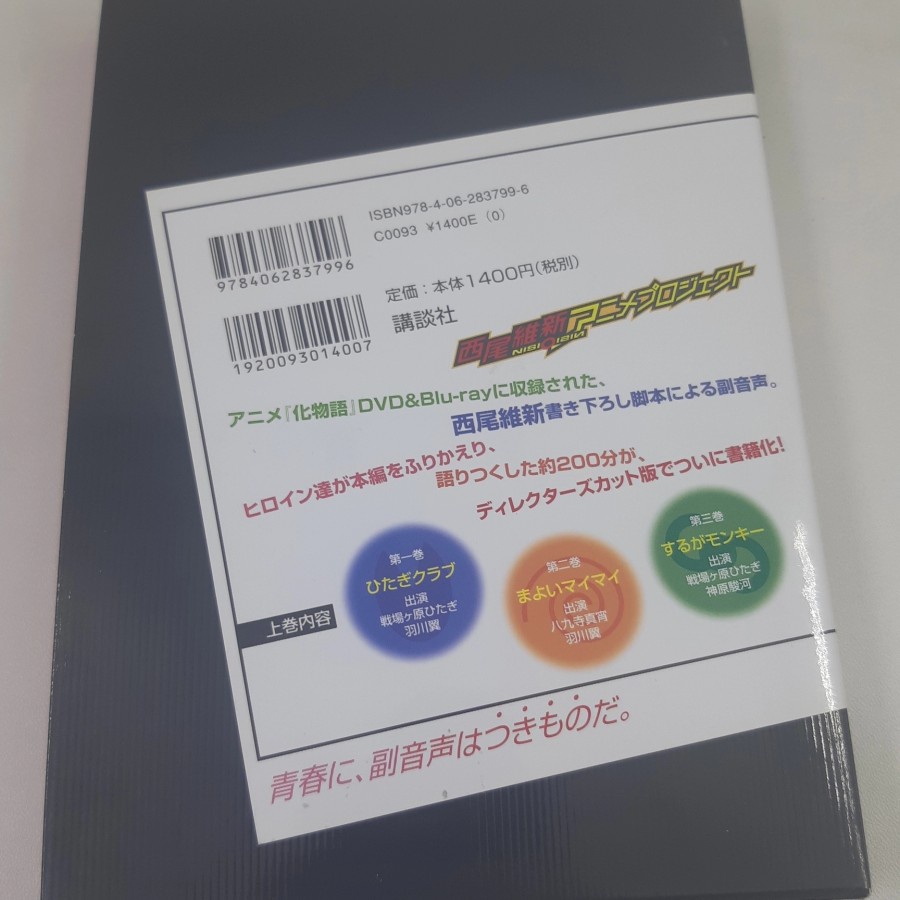 ISBN978-4-06-283799-6
C0093 ¥1400E (0)
9784062837996
定価：本体1400円(税別)
講談社
1920093014007
西尾維新アニメプロジェクト
NISIOISIN
アニメ『化物語』DVD&Blu-rayに収録された、
西尾維新書き下ろし脚本による副音声。
ヒロイン達が本編をふりかえり、
語りつくした約200分が、
ディレクターズカット版でついに書籍化!
上巻内容
第一巻
ひたぎクラブ
出演
戦場ヶ原ひたぎ
羽川翼
第二巻
まよいマイマイ
出演
八九寺真宵
羽川翼
第三巻
するがモンキー
出演
戦場ヶ原ひたぎ
神原駿河
青春に、副音声はつきものだ。